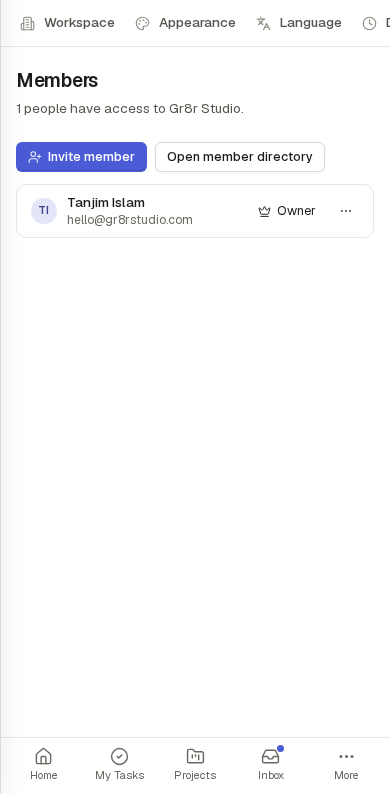 Workspace
Appearance
Language
Members
1 people have access to Gr8r Studio.
Invite member
Open member directory
TI
Tanjim Islam
hello@gr8rstudio.com
Owner
Home
My Tasks
Projects
Inbox
More